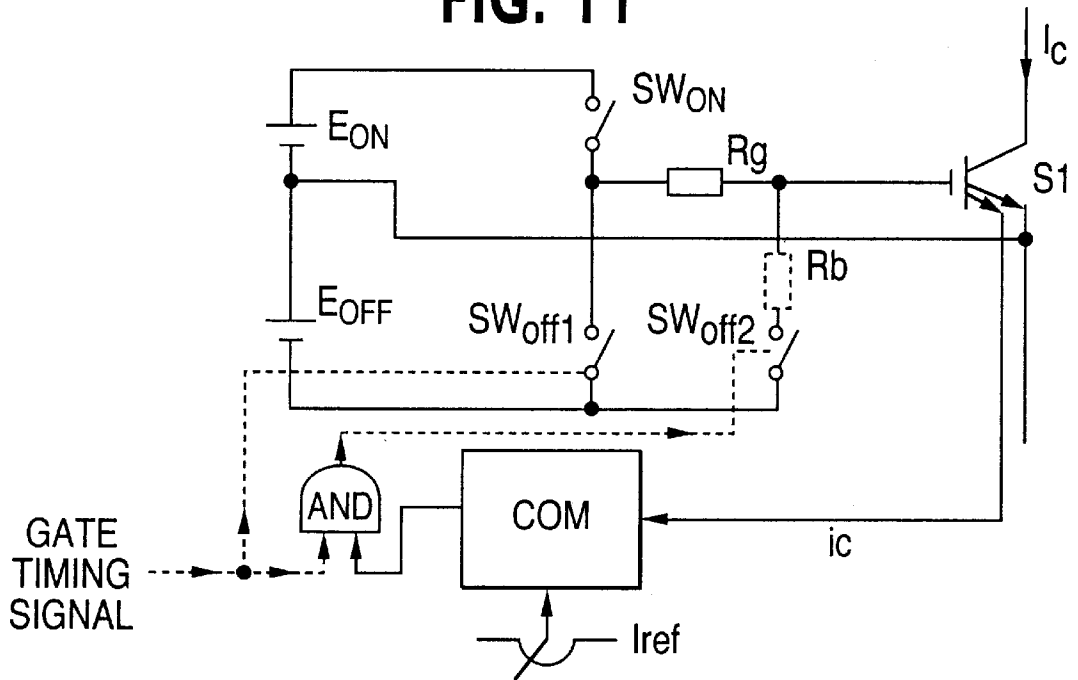 FIG. 11
Ic
SWON
EON
Rg
S1
Rb
EOFF
SWoff1
SWoff2
AND
COM
ic
GATE
TIMING
SIGNAL
Iref